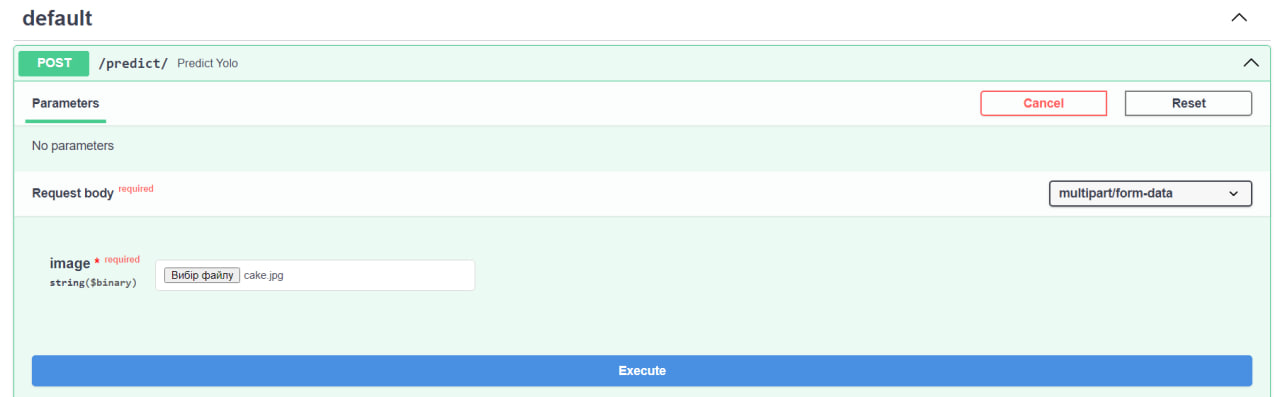 default
POST /predict/ Predict Yolo
Parameters Cancel Reset
No parameters
Request body required multipart/form-data
image * required
string($binary) Вибір файлу cake.jpg
Execute